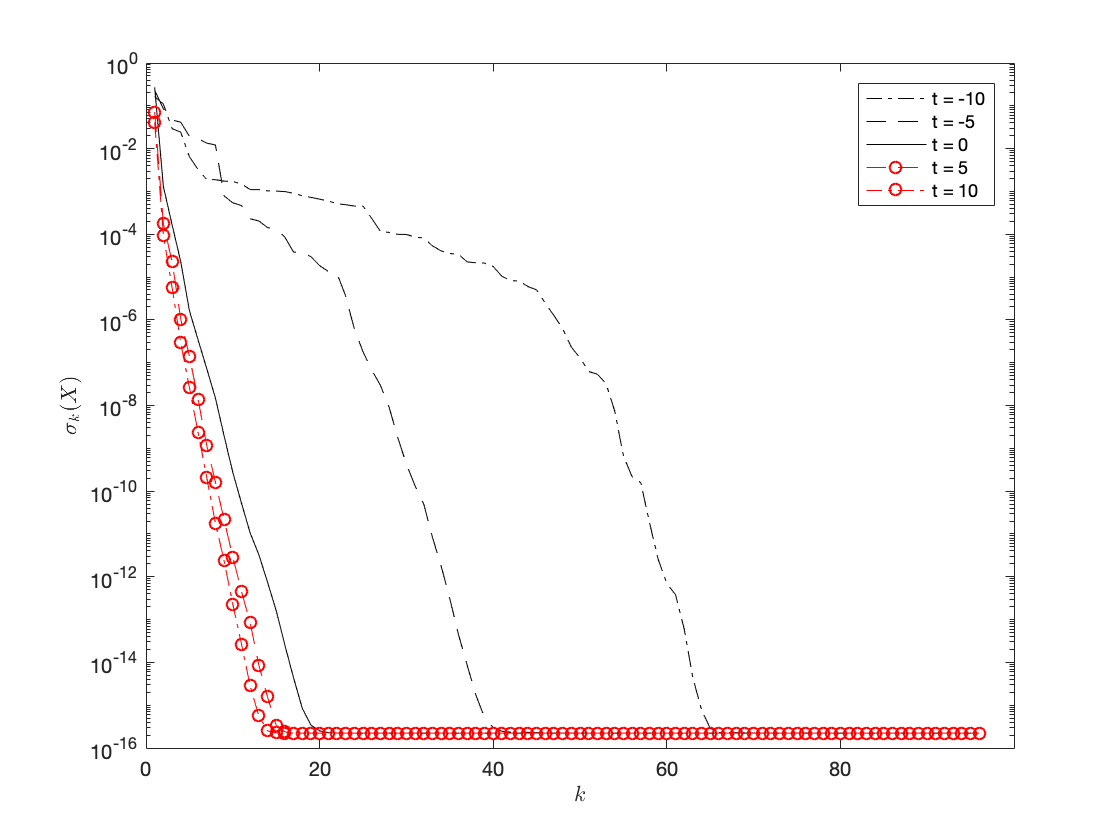 10^0
10^-2
10^-4
10^-6
10^-8
10^-10
10^-12
10^-14
10^-16
σ_k(X)
0 20 40 60 80
k
t = -10
t = -5
t = 0
t = 5
t = 10